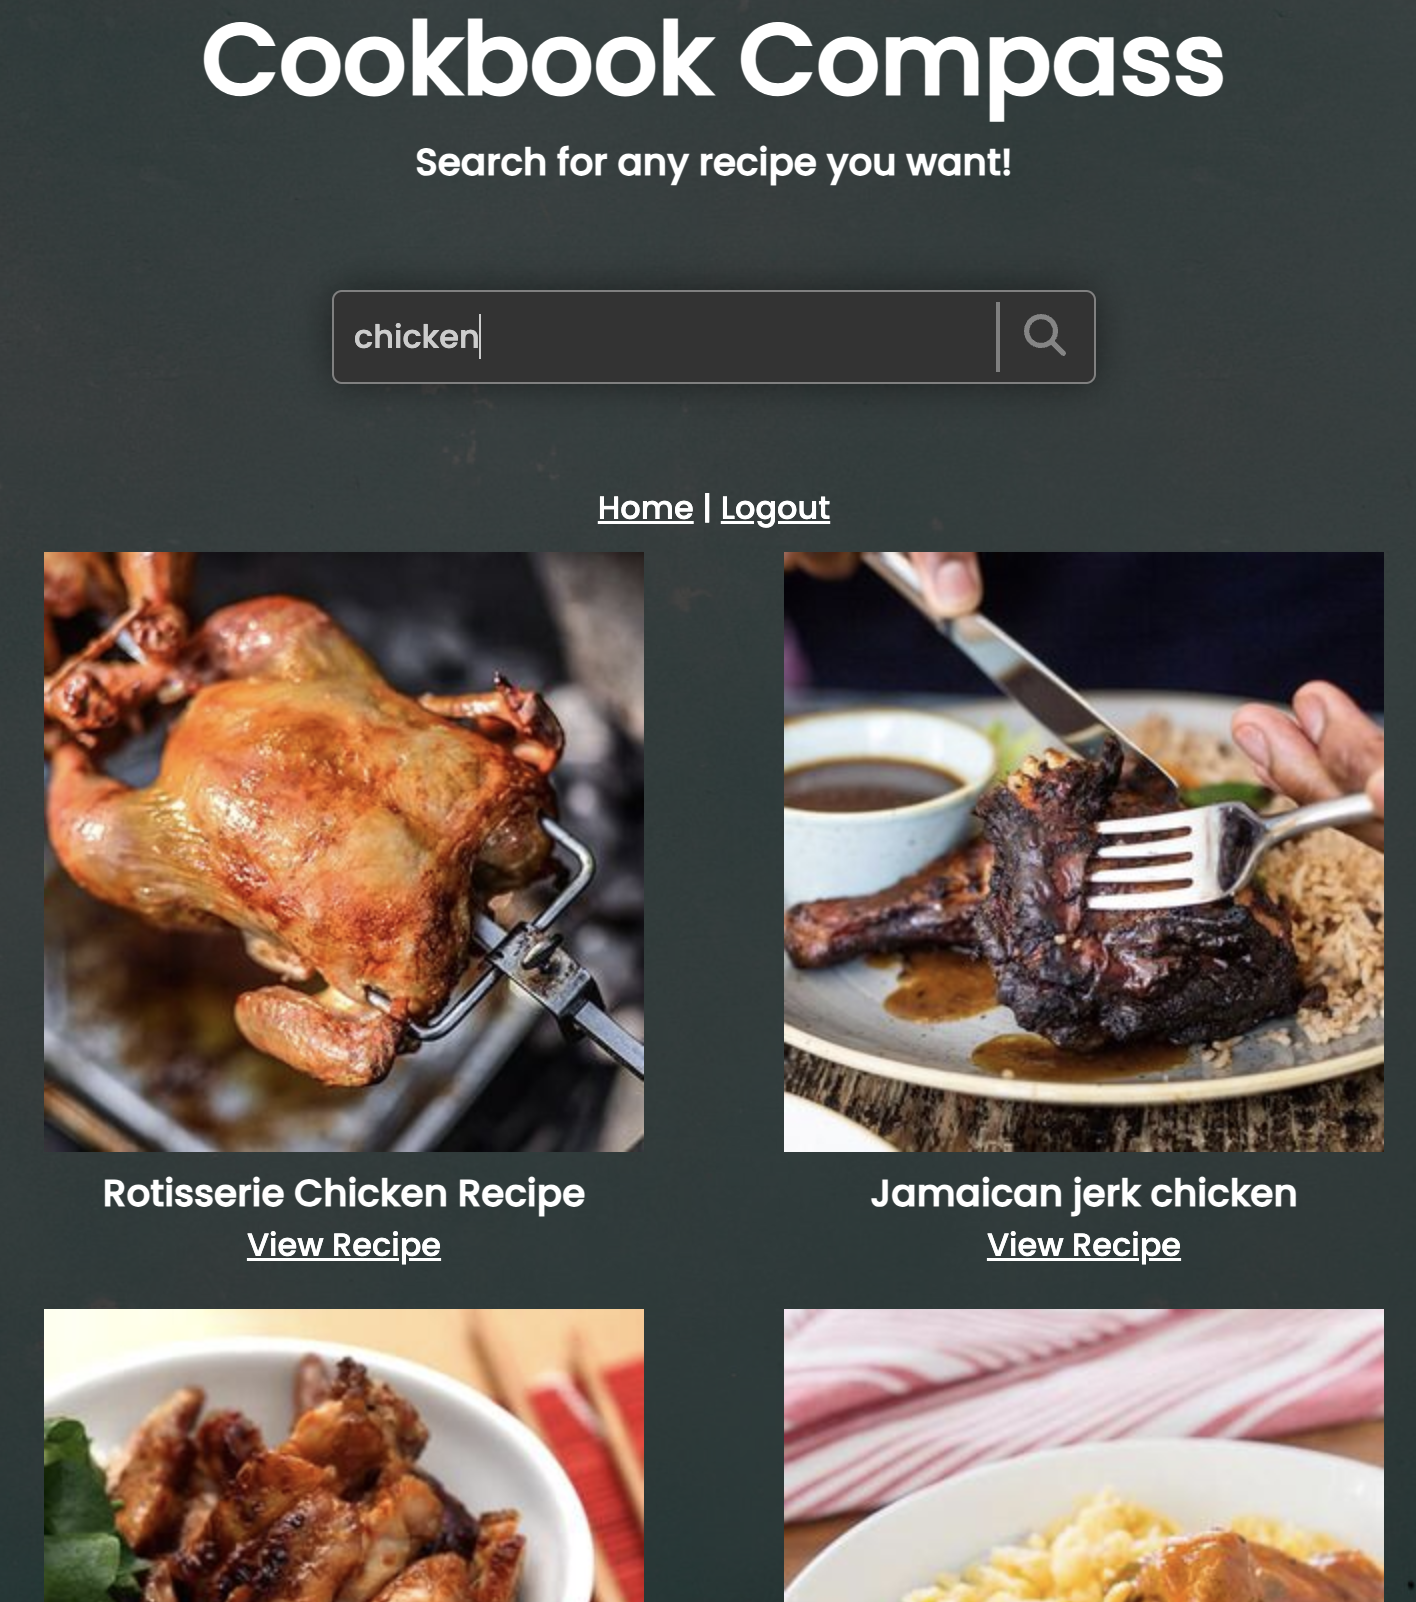 Cookbook Compass
Search for any recipe you want!
chicken
Home | Logout
Rotisserie Chicken Recipe
View Recipe
Jamaican jerk chicken
View Recipe